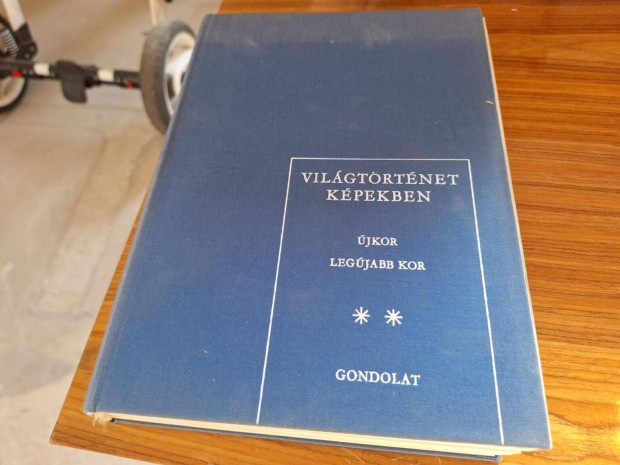 VILÁGTÖRTÉNET
KÉPEKBEN
ÚJKOR
LEGÚJABB KOR
* *
GONDOLAT